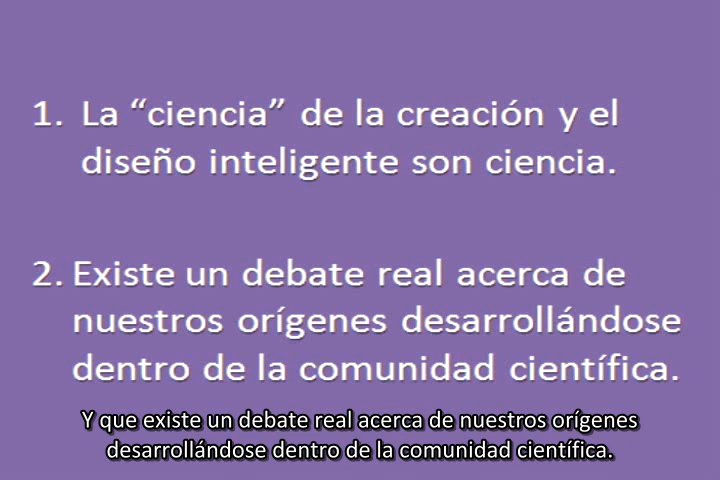 1. La “ciencia” de la creación y el
diseño inteligente son ciencia.
2. Existe un debate real acerca de
nuestros orígenes desarrollándose
dentro de la comunidad científica.
Y que existe un debate real acerca de nuestros orígenes
desarrollándose dentro de la comunidad científica.